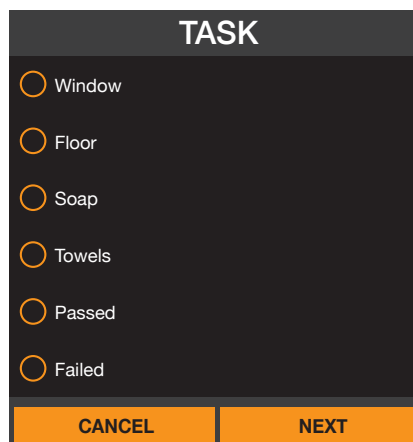 TASK
Window
Floor
Soap
Towels
Passed
Failed
CANCEL NEXT